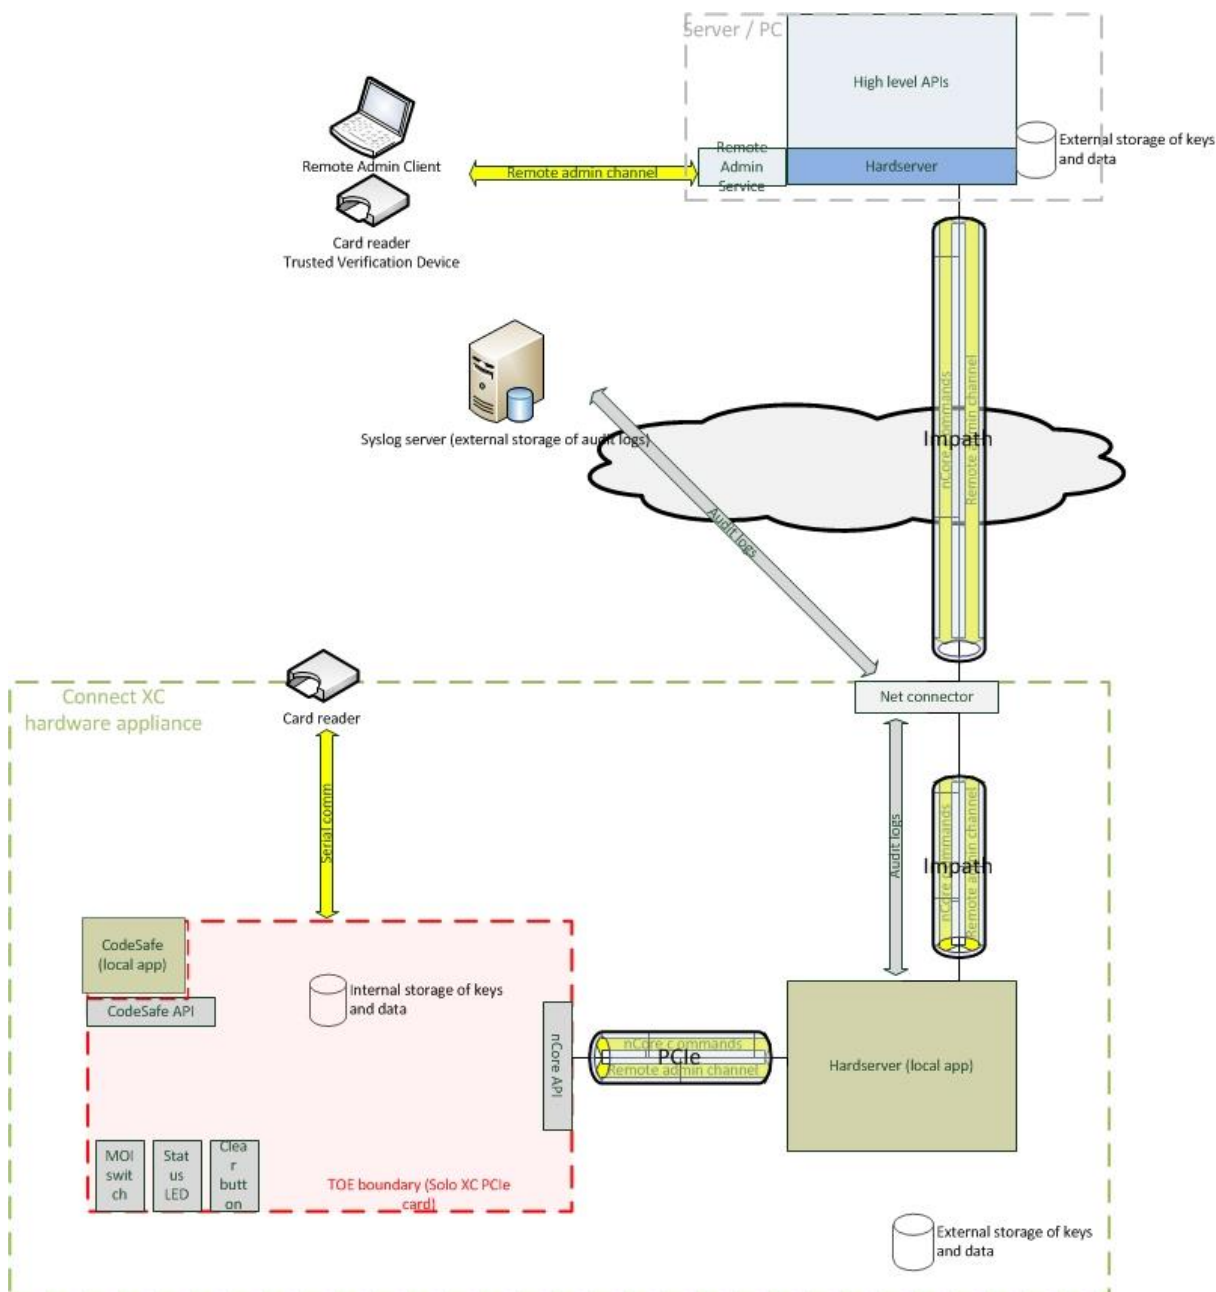 Server / PC
High level APIs
External storage of keys
and data
Remote
Admin
Service
Hardserver
Remote Admin Client
Remote admin channel
Card reader
Trusted Verification Device
nCore commands
Remote admin channel
Impath
Syslog server (external storage of audit logs)
Audit logs
Connect XC
hardware appliance
Card reader
Net connector
Serial comm
Audit logs
nCore commands
Remote admin channel
Impath
CodeSafe
(local app)
CodeSafe API
Internal storage of keys
and data
nCore API
nCore commands
PCIe
Remote admin channel
Hardserver (local app)
MOI
swit
ch
Stat
us
LED
Clea
r
butt
on
TOE boundary (Solo XC PCIe
card)
External storage of keys
and data